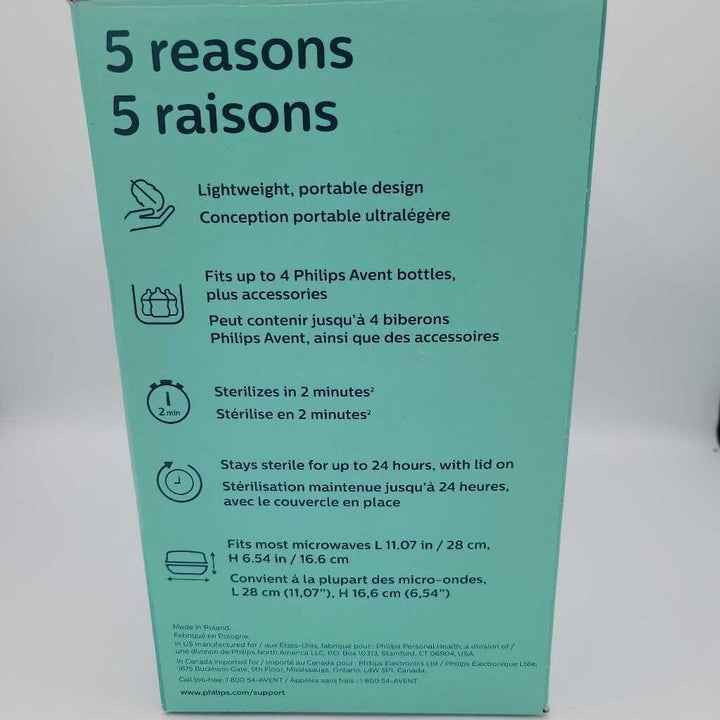 5 reasons
5 raisons
Lightweight, portable design
Conception portable ultralégère
Fits up to 4 Philips Avent bottles,
plus accessories
Peut contenir jusqu'à 4 biberons
Philips Avent, ainsi que des accessoires
2 min
Sterilizes in 2 minutes²
Stérilise en 2 minutes²
Stays sterile for up to 24 hours, with lid on
Stérilisation maintenue jusqu'à 24 heures,
avec le couvercle en place
Fits most microwaves L 11.07 in / 28 cm,
H 6.54 in / 16.6 cm
Convient à la plupart des micro-ondes,
L 28 cm (11,07”), H 16,6 cm (6,54”)
Made in Poland.
Fabriqué en Pologne.
In US manufactured for / aux États-Unis, fabriqué pour : Philips Personal Health, a division of /
une division de Philips North America LLC, P.O. Box 10313, Stamford, CT 06904, USA.
In Canada imported for / importé au Canada pour : Philips Electronics Ltd / Philips Électronique Ltée,
1875 Buckhorn Gate, 5th Floor, Mississauga, Ontario, L4W 5P1, Canada.
Call toll-free: 1 800 54-AVENT / Appelez sans frais : 1 800 54-AVENT
www.philips.com/support